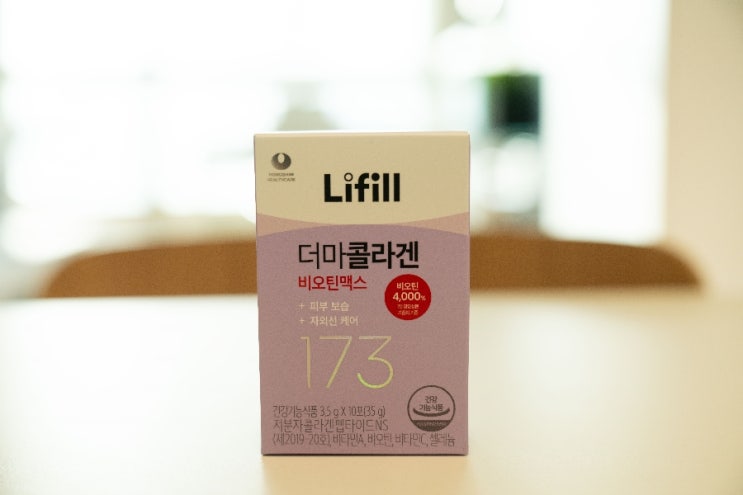 Lifill
더마콜라겐
비오틴맥스
비오틴
4,000%
+ 피부 보습
+ 자외선 케어
173
건강
기능식품
건강기능식품 3.5 g X 10포(35 g)
저분자콜라겐펩타이드NS
(제2019-20호), 비타민A, 비오틴, 비타민C, 셀레늄